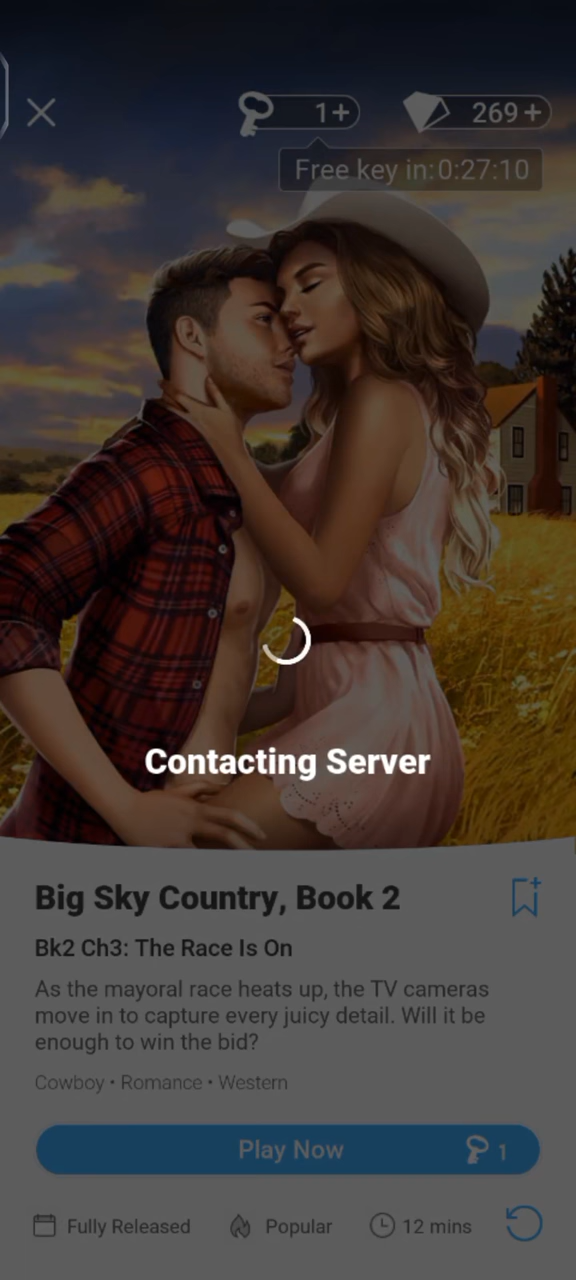 1+
269+
Free key in:0:27:10
Contacting Server
Big Sky Country, Book 2
Bk2 Ch3: The Race Is On
As the mayoral race heats up, the TV cameras
move in to capture every juicy detail. Will it be
enough to win the bid?
Cowboy • Romance • Western
Play Now 1
Fully Released Popular 12 mins